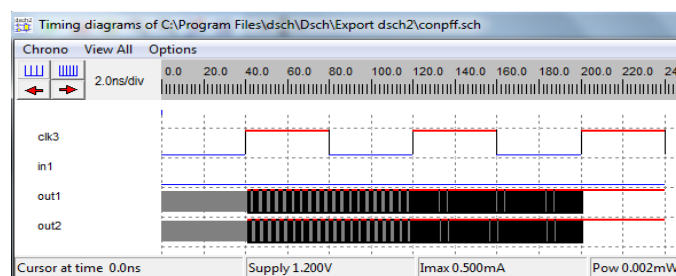 Timing diagrams of C:\Program Files\dsch\Dsch\Export dsch2\conpff.sch
Chrono View All Options
2.0ns/div 0.0 20.0 40.0 60.0 80.0 100.0 120.0 140.0 160.0 180.0 200.0 220.0 24
clk3
in1
out1
out2
Cursor at time 0.0ns Supply 1.200V Imax 0.500mA Pow 0.002mW